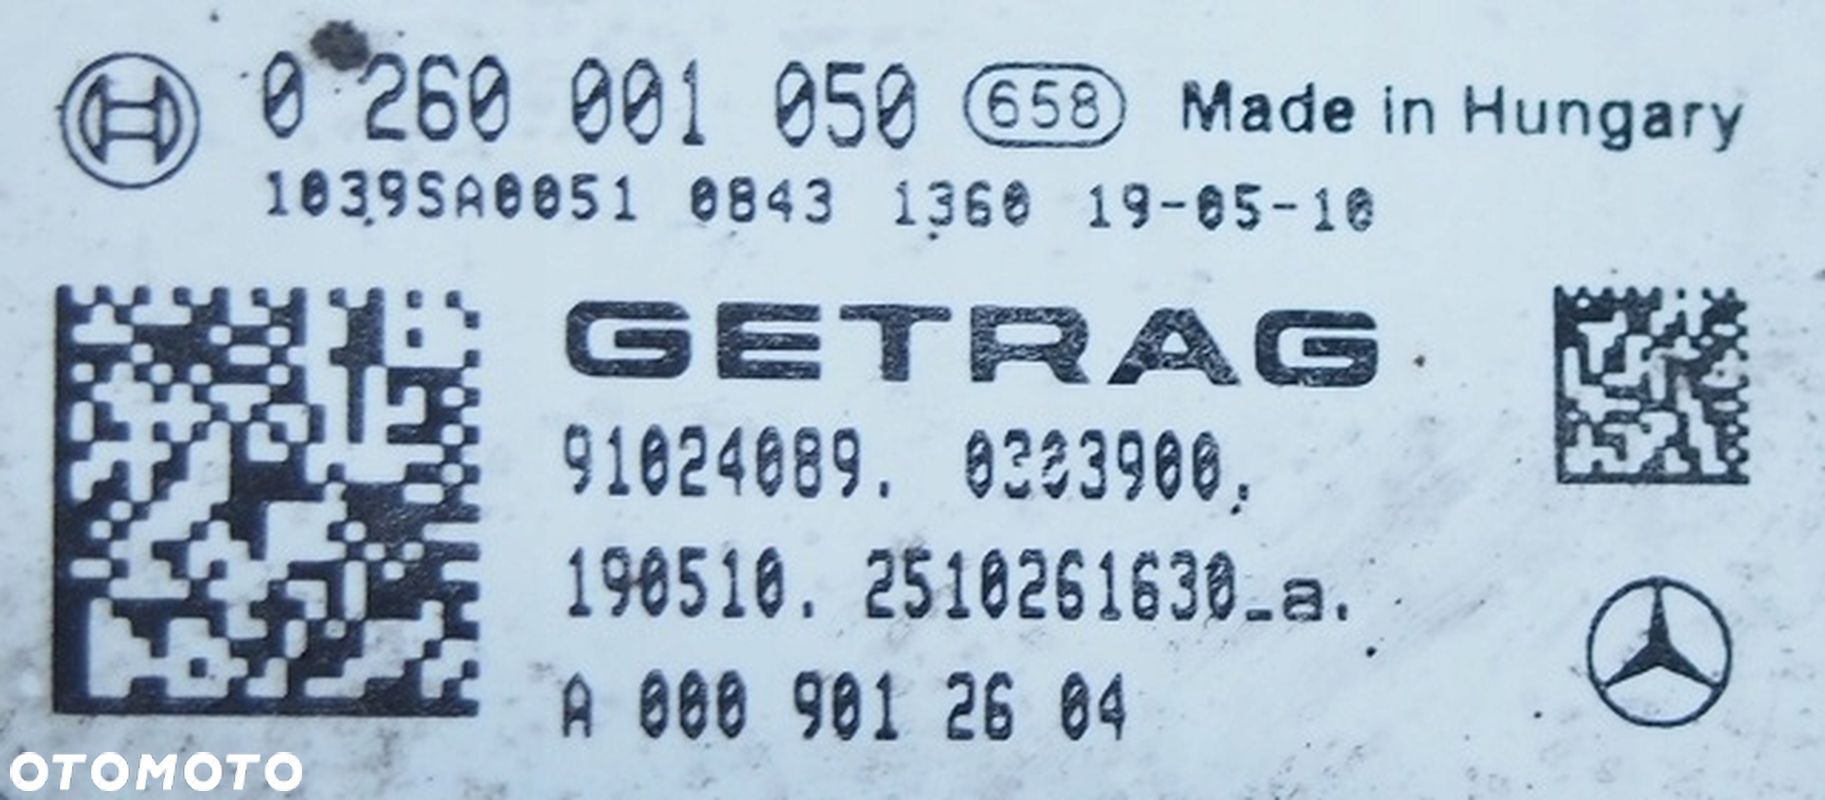 0 260 001 050 658 Made in Hungary
1039SA0051 0843 1360 19-05-10
GETRAG
91024089. 0303900.
190510. 2510261630_a.
A 000 901 26 04
OTOMOTO